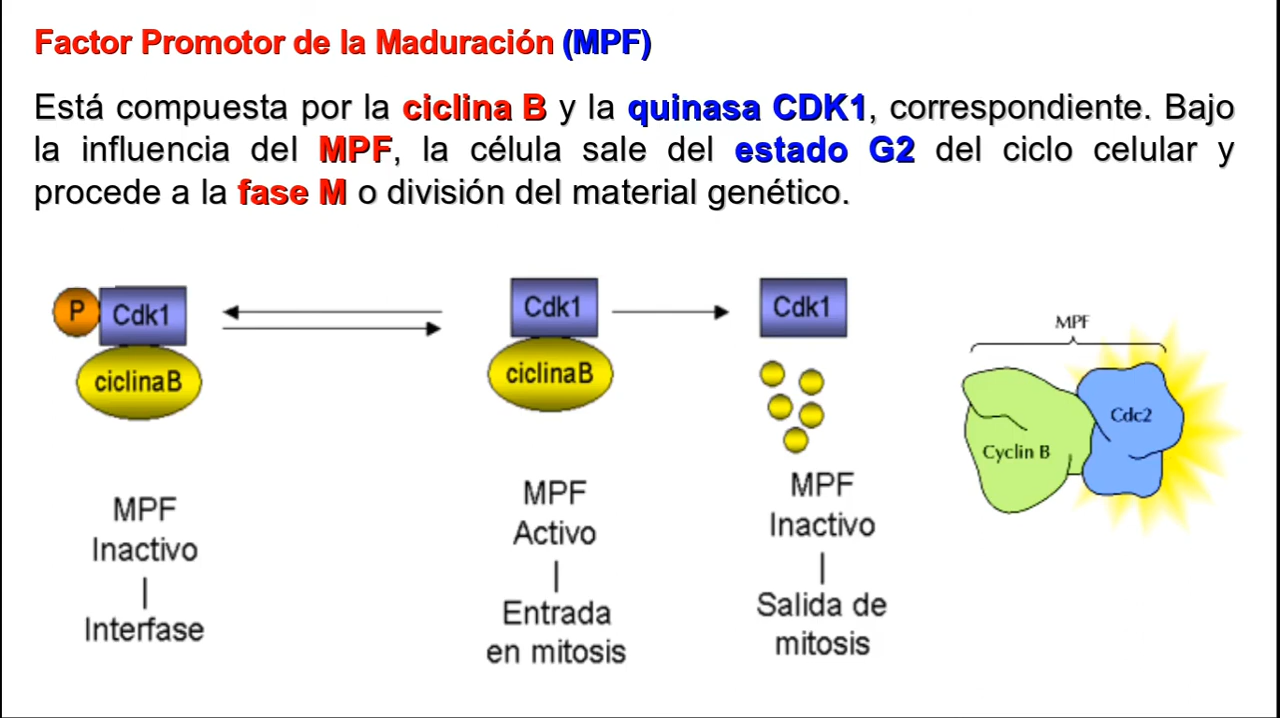 Factor Promotor de la Maduración (MPF)
Está compuesta por la ciclina B y la quinasa CDK1, correspondiente. Bajo
la influencia del MPF, la célula sale del estado G2 del ciclo celular y
procede a la fase M o división del material genético.
P
Cdk1
ciclinaB
MPF
Inactivo
Interfase
Cdk1
ciclinaB
MPF
Activo
Entrada
en mitosis
Cdk1
MPF
Inactivo
Salida de
mitosis
MPF
Cyclin B
Cdc2